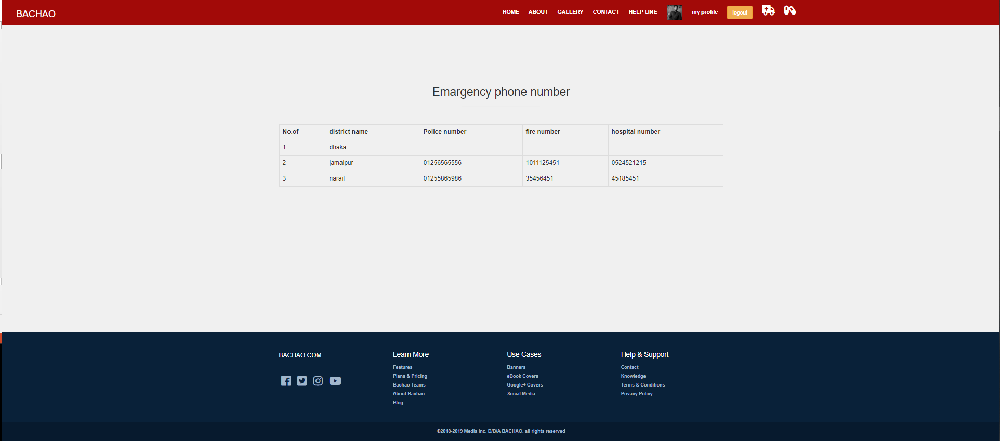 BACHAO HOME ABOUT GALLERY CONTACT HELP LINE my profile logout
Emargency phone number
No.of district name Police number fire number hospital number
1 dhaka
2 jamalpur 01256565556 1011125451 0524521215
3 narail 01255865986 35456451 45185451
BACHAO.COM
Learn More
Features
Plans & Pricing
Bachao Teams
About Bachao
Blog
Use Cases
Banners
eBook Covers
Google+ Covers
Social Media
Help & Support
Contact
Knowledge
Terms & Conditions
Privacy Policy
©2018-2019 Media Inc. D/B/A BACHAO, all rights reserved